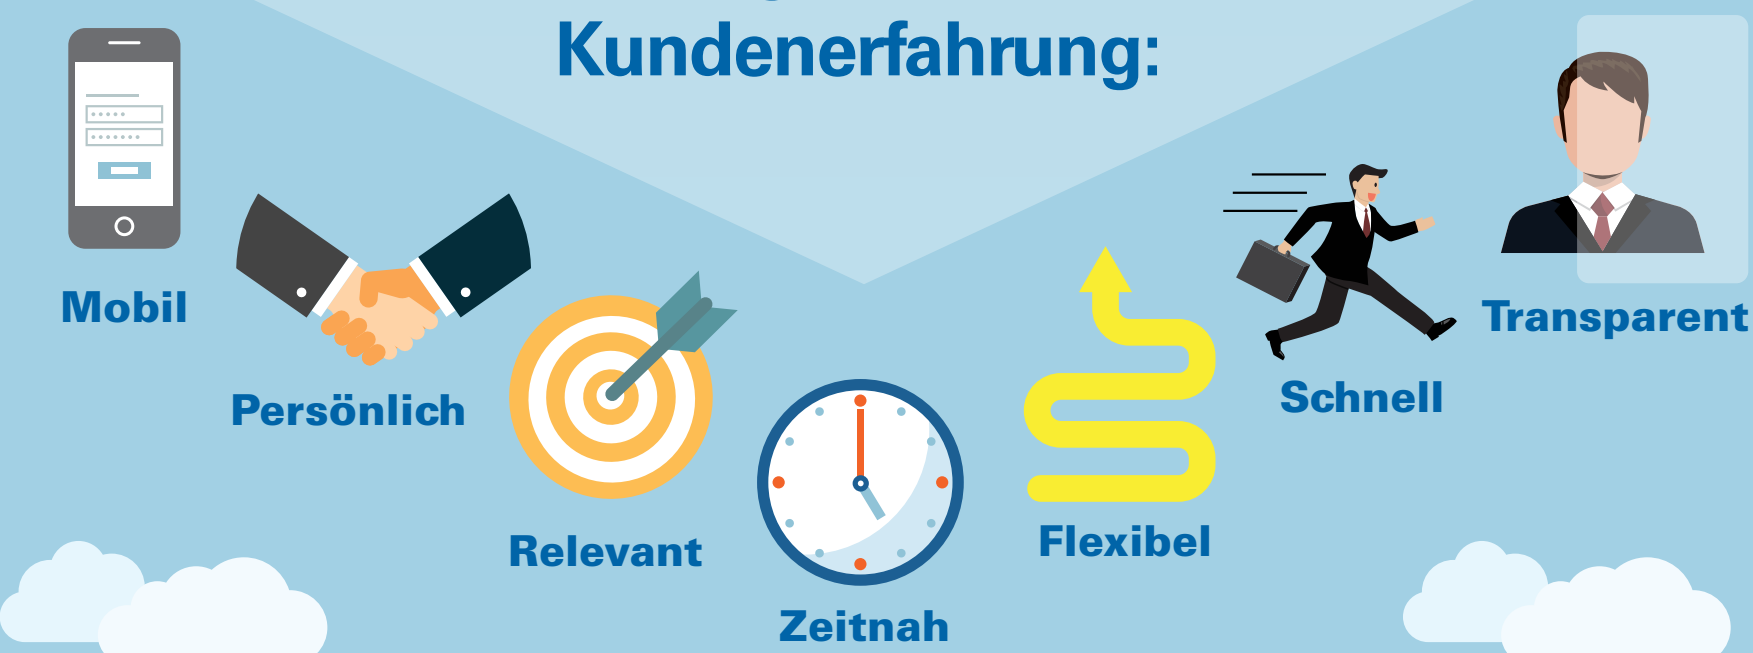 Kundenerfahrung:
Mobil
Persönlich
Relevant
Zeitnah
Flexibel
Schnell
Transparent